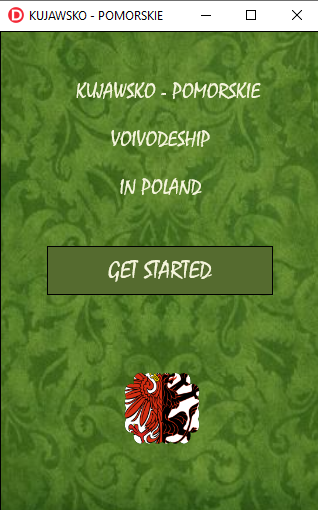 KUJAWSKO - POMORSKIE
KUJAWSKO - POMORSKIE
VOIVODESHIP
IN POLAND
GET STARTED